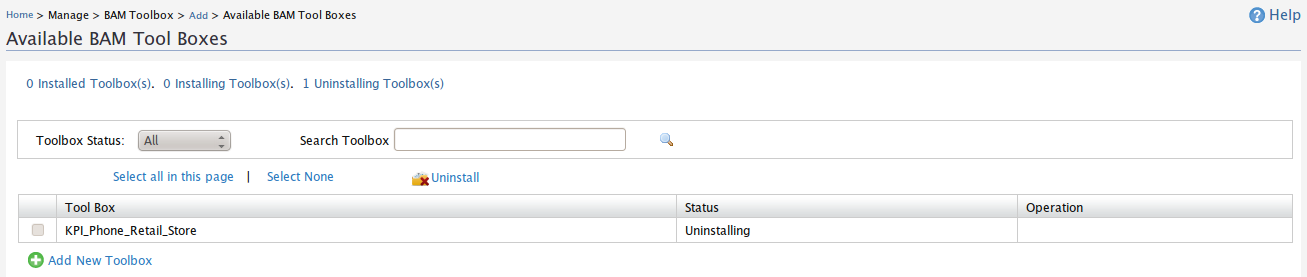 Home > Manage > BAM Toolbox > Add > Available BAM Tool Boxes
Help
Available BAM Tool Boxes
0 Installed Toolbox(s). 0 Installing Toolbox(s). 1 Uninstalling Toolbox(s)
Toolbox Status: All Search Toolbox
Select all in this page | Select None Uninstall
Tool Box Status Operation
KPI_Phone_Retail_Store Uninstalling
Add New Toolbox